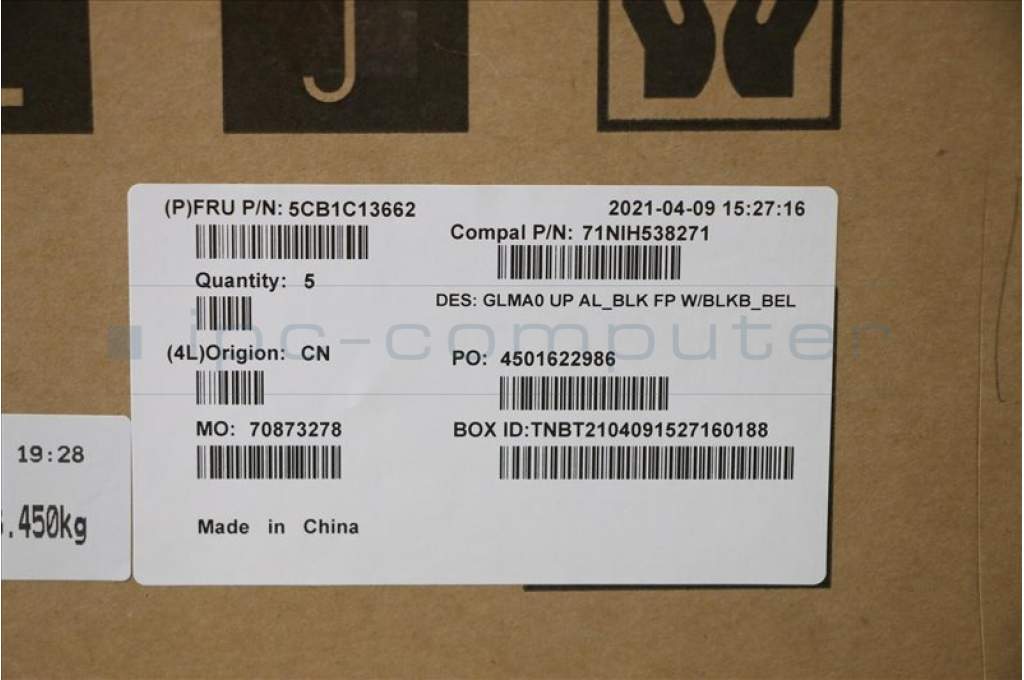 (P)FRU P/N: 5CB1C13662
2021-04-09 15:27:16
Compal P/N: 71NIH538271
Quantity: 5
DES: GLMA0 UP AL_BLK FP W/BLKB_BEL
ipc-computer
(4L)Origion: CN
PO: 4501622986
MO: 70873278
BOX ID:TNBT2104091527160188
19:28
.450kg
Made in China